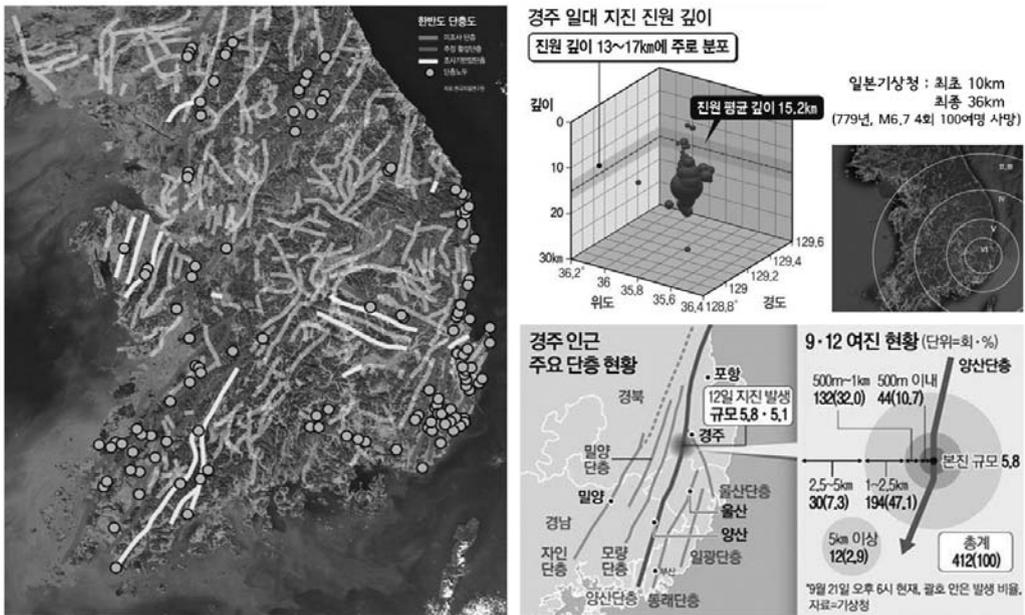 한반도 단층도
미조사 단층
추정 활성단층
단층노두
경주 일대 지진 진원 깊이
진원 깊이 13~17km에 주로 분포
깊이
진원 평균 깊이 15.2km
0
10
20
30km
36.2°
36
35.8
35.6
36.4
위도
128.8°
129
129.2
129.4
129.6
경도
일본기상청 : 최초 10km
최종 36km
(779년, M6.7 4회 100여명 사망)
IV
V
VI
경주 인근
주요 단층 현황
포항
12일 지진 발생
규모 5.8 · 5.1
경북
경주
밀양
단층
밀양
울산단층
울산
경남
양산
자인
단층
모량
단층
일광단층
부산
양산단층
동래단층
9·12 여진 현황 (단위=회·%)
양산단층
500m~1km
132(32.0)
500m 이내
44(10.7)
본진 규모 5.8
2.5~5km
30(7.3)
1~2.5km
194(47.1)
5km 이상
12(2.9)
총계
412(100)
*9월 21일 오후 6시 현재, 괄호 안은 발생 비율.
자료=기상청